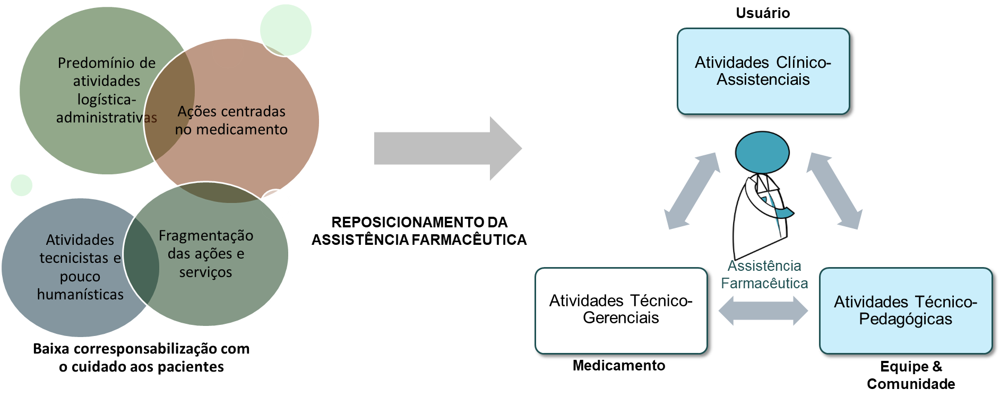 Predomínio de
atividades
logística-
administrativas
Ações centradas
no medicamento
Atividades
tecnicistas e
pouco
humanísticas
Fragmentação
das ações e
serviços
Baixa corresponsabilização com
o cuidado aos pacientes
REPOSICIONAMENTO DA
ASSISTÊNCIA FARMACÊUTICA
Usuário
Atividades Clínico-
Assistenciais
Assistência
Farmacêutica
Atividades Técnico-
Gerenciais
Medicamento
Atividades Técnico-
Pedagógicas
Equipe &
Comunidade